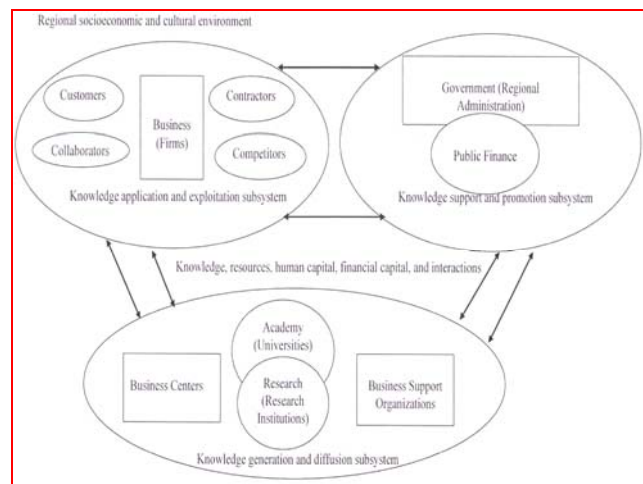 Regional socioeconomic and cultural environment
Customers
Contractors
Business
(Firms)
Collaborators
Competitors
Knowledge application and exploitation subsystem
Government (Regional
Administration)
Public Finance
Knowledge support and promotion subsystem
Knowledge, resources, human capital, financial capital, and interactions
Academy
(Universities)
Business Centers
Research
(Research
Institutions)
Business Support
Organizations
Knowledge generation and diffusion subsystem